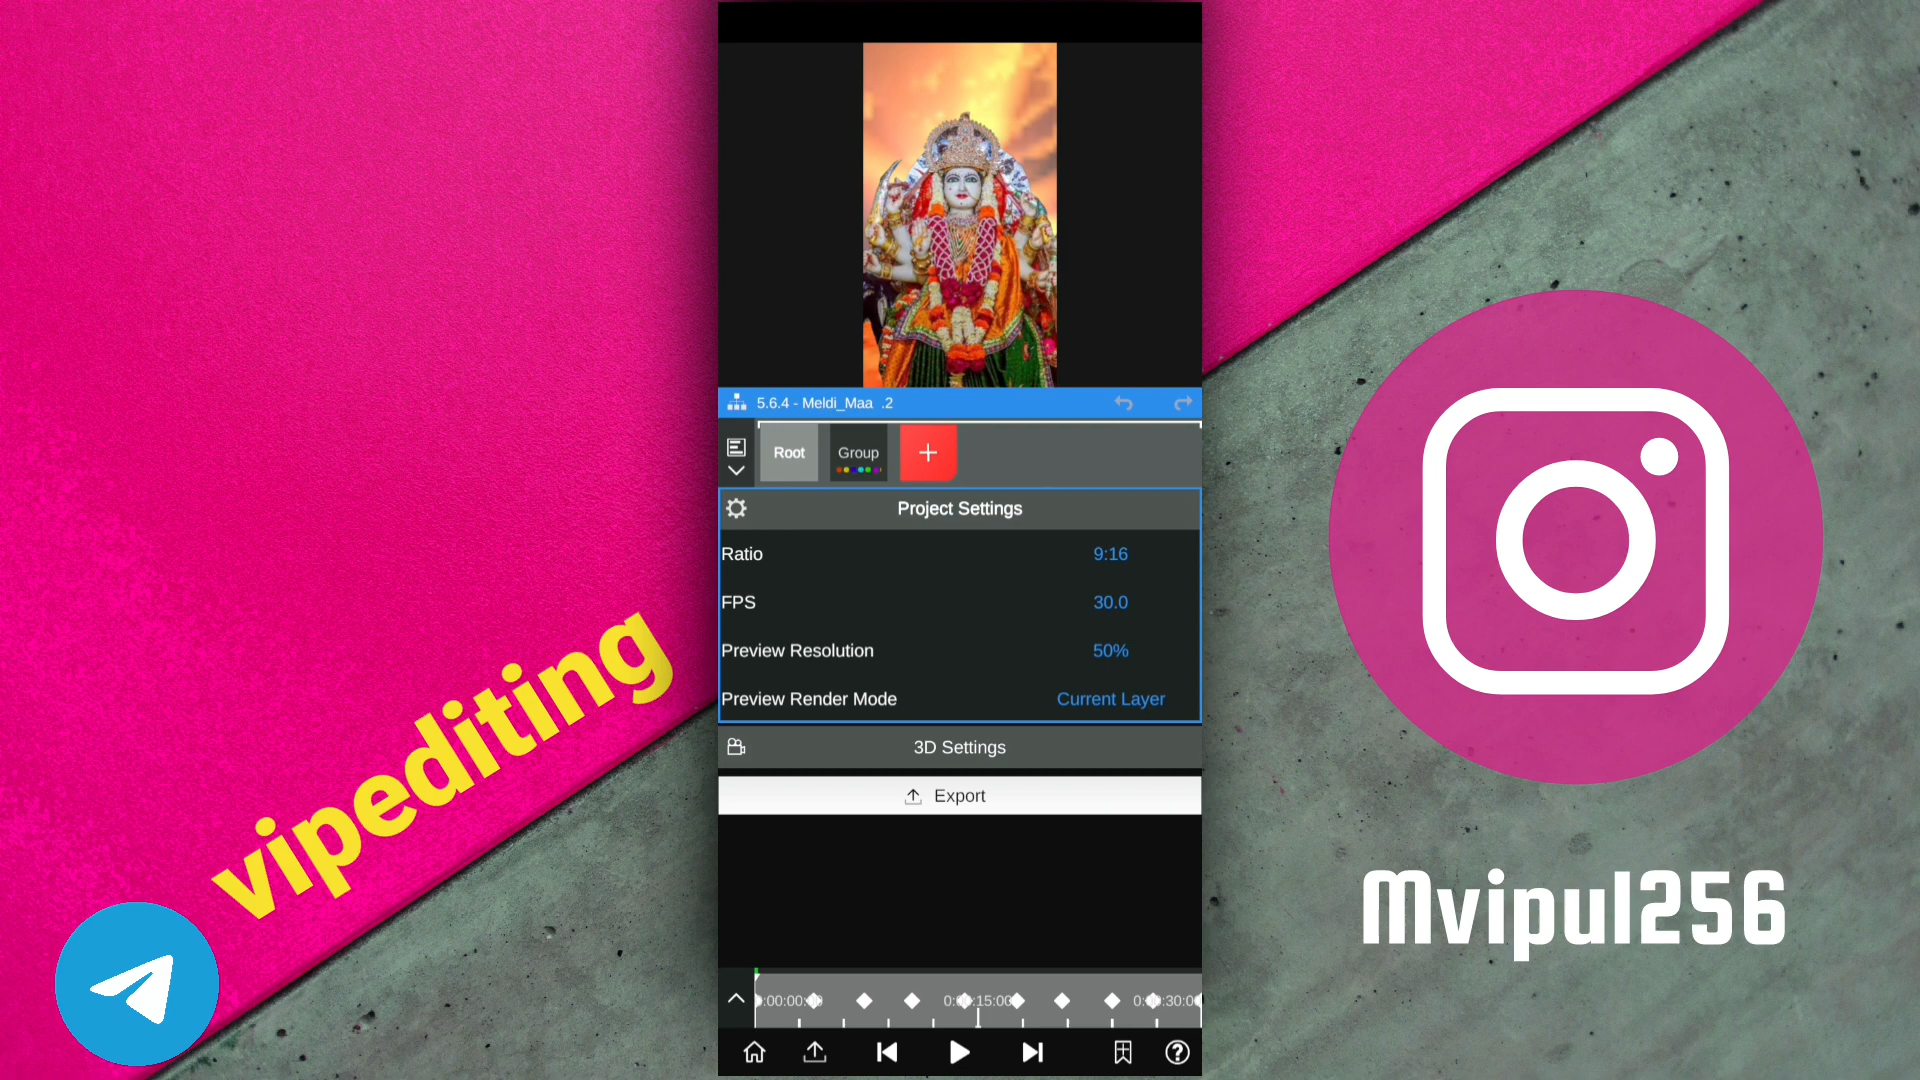 5.6.4 - Meldi_Maa .2
Root
Group
Project Settings
Ratio 9:16
FPS 30.0
Preview Resolution 50%
Preview Render Mode Current Layer
3D Settings
Export
vipediting
Mvipul256